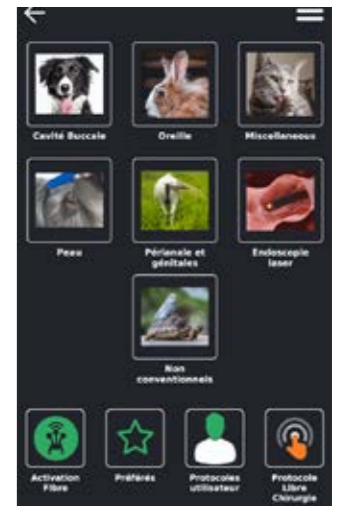 Cavité Buccale
Oreille
Miscellaneous
Peau
Périanale et
génitales
Endoscopie
laser
Non
conventionnels
Activation
Fibre
Préférés
Protocoles
utilisateur
Protocole
Libre
Chirurgie